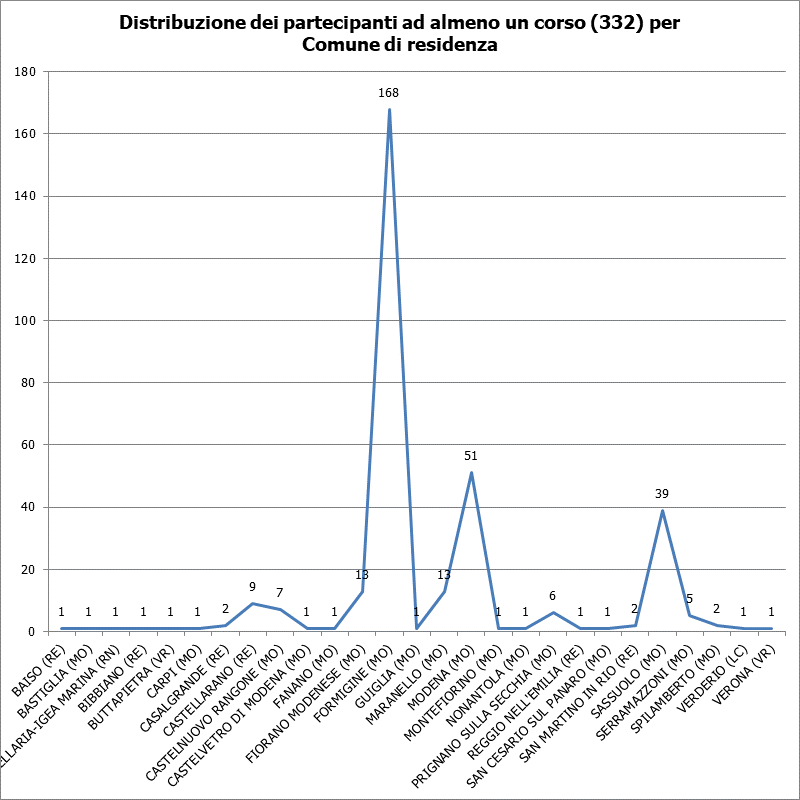 Distribuzione dei partecipanti ad almeno un corso (332) per
Comune di residenza
180
160
140
120
100
80
60
40
20
0
1
1
1
1
1
1
2
9
7
1
1
13
168
1
13
51
1
1
6
1
1
2
39
5
2
1
1
BAISO (RE)
BASTIGLIA (MO)
ELLARIA-IGEA MARINA (RN)
BIBBIANO (RE)
BUTTAPIETRA (VR)
CARPI (MO)
CASALGRANDE (RE)
CASTELLARANO (RE)
CASTELNUOVO RANGONE (MO)
CASTELVETRO DI MODENA (MO)
FANANO (MO)
FIORANO MODENESE (MO)
FORMIGINE (MO)
GUIGLIA (MO)
MARANELLO (MO)
MODENA (MO)
MONTEFIORINO (MO)
NONANTOLA (MO)
PRIGNANO SULLA SECCHIA (MO)
REGGIO NELL'EMILIA (RE)
SAN CESARIO SUL PANARO (MO)
SAN MARTINO IN RIO (RE)
SASSUOLO (MO)
SERRAMAZZONI (MO)
SPILAMBERTO (MO)
VERDERIO (LC)
VERONA (VR)